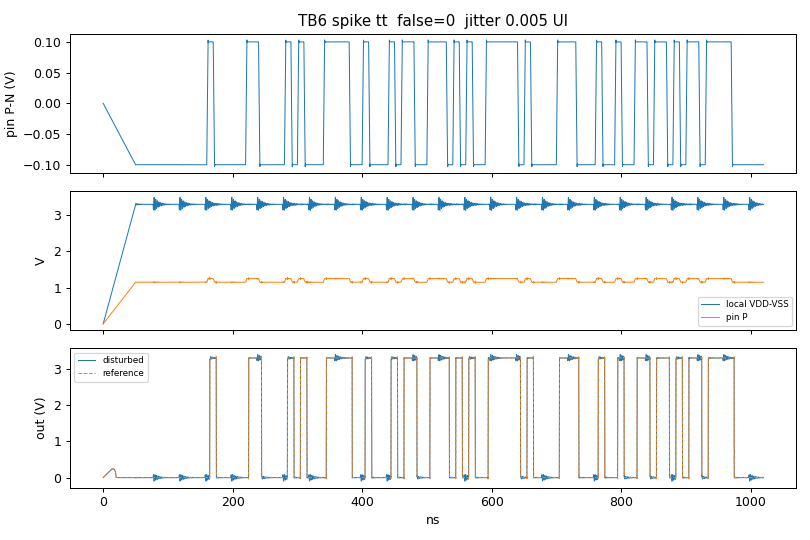 TB6 spike tt  false=0  jitter 0.005 UI
pin P-N (V)
0.10
0.05
0.00
−0.05
−0.10
V
3
2
1
0
local VDD-VSS
pin P
out (V)
3
2
1
0
disturbed
reference
0
200
400
600
800
1000
ns